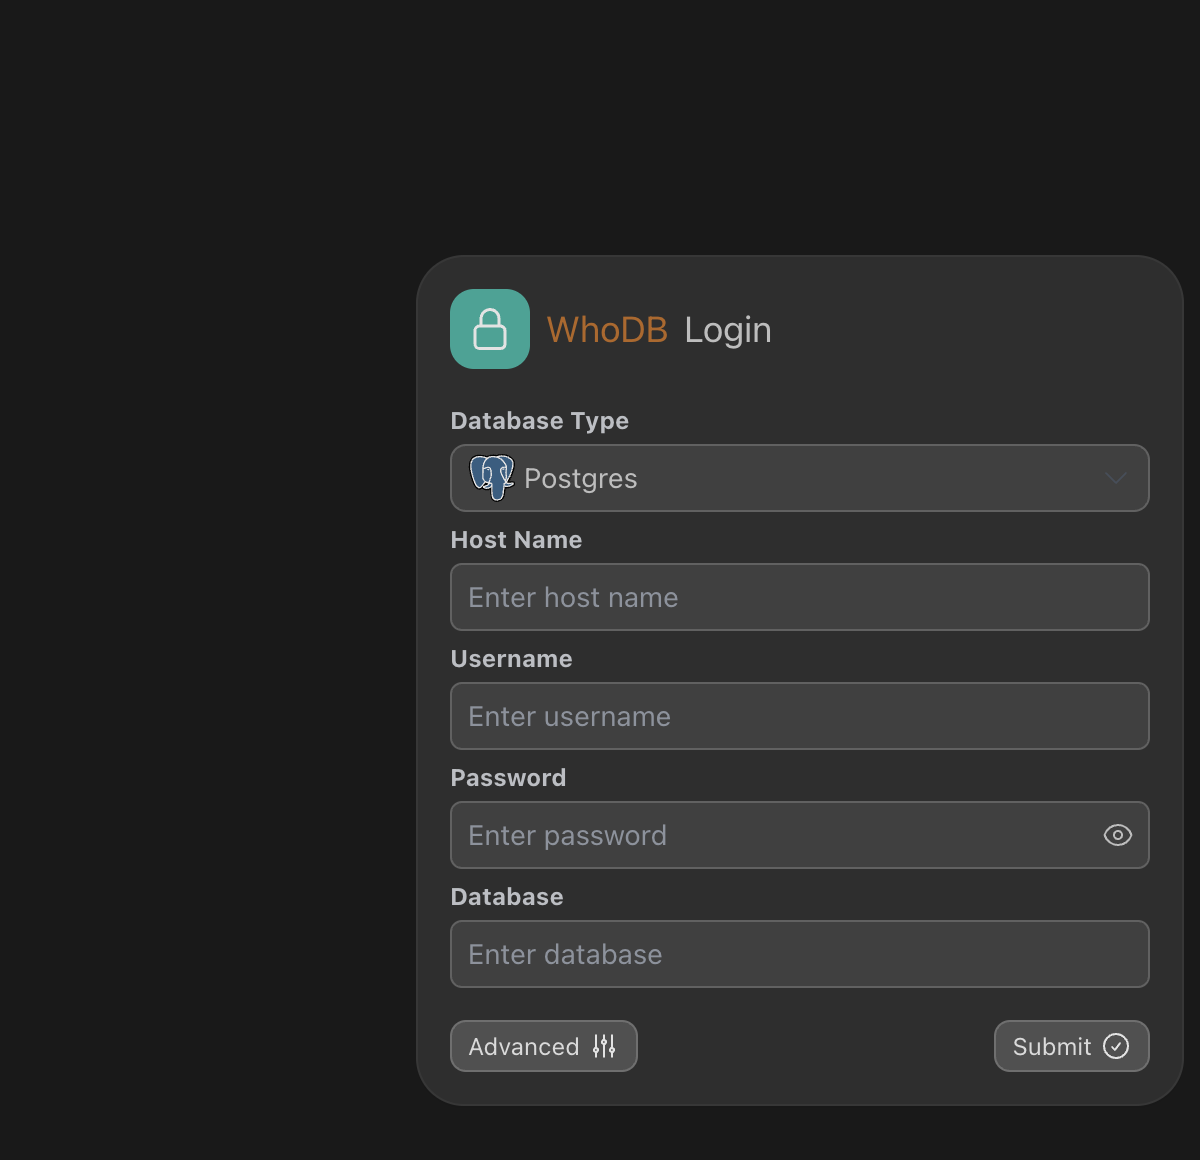 WhoDB Login
Database Type
Postgres
Host Name
Enter host name
Username
Enter username
Password
Enter password
Database
Enter database
Advanced
Submit